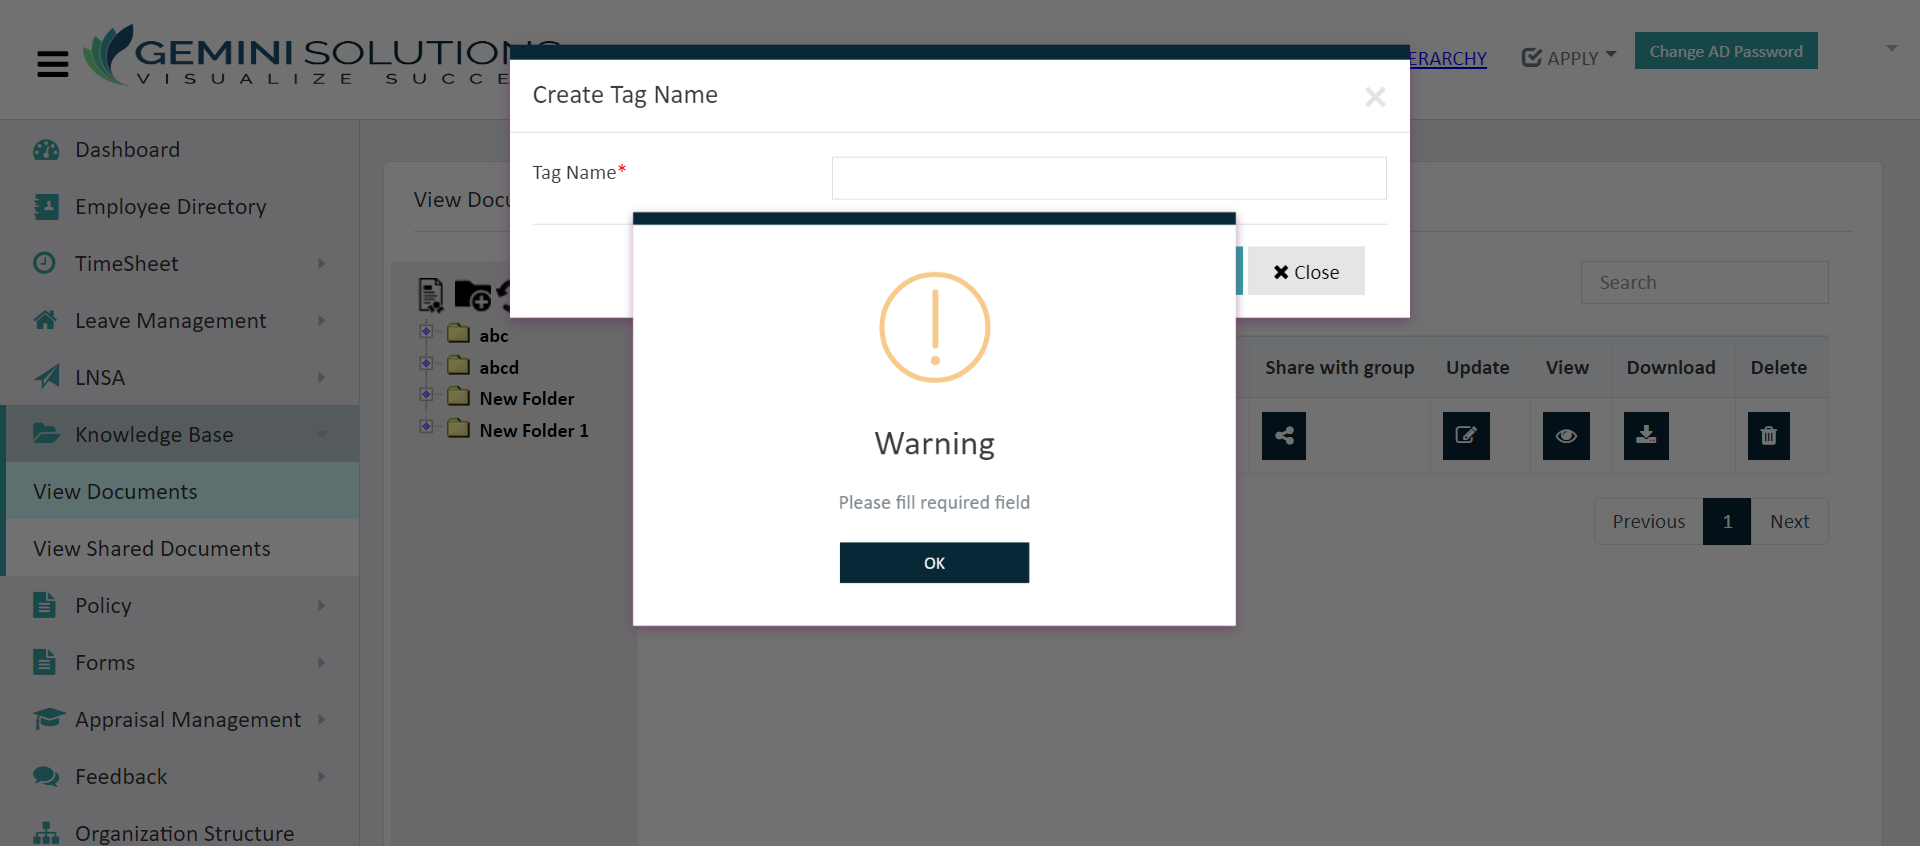 GEMINI SOLUTIONS
VISUALIZE SUCCE
ERARCHY
APPLY
Change AD Password
Create Tag Name
Tag Name*
Close
Warning
Please fill required field
OK
Dashboard
Employee Directory
TimeSheet
Leave Management
LNSA
Knowledge Base
View Documents
View Shared Documents
Policy
Forms
Appraisal Management
Feedback
Organization Structure
View Docu
abc
abcd
New Folder
New Folder 1
Search
Share with group Update View Download Delete
Previous 1 Next